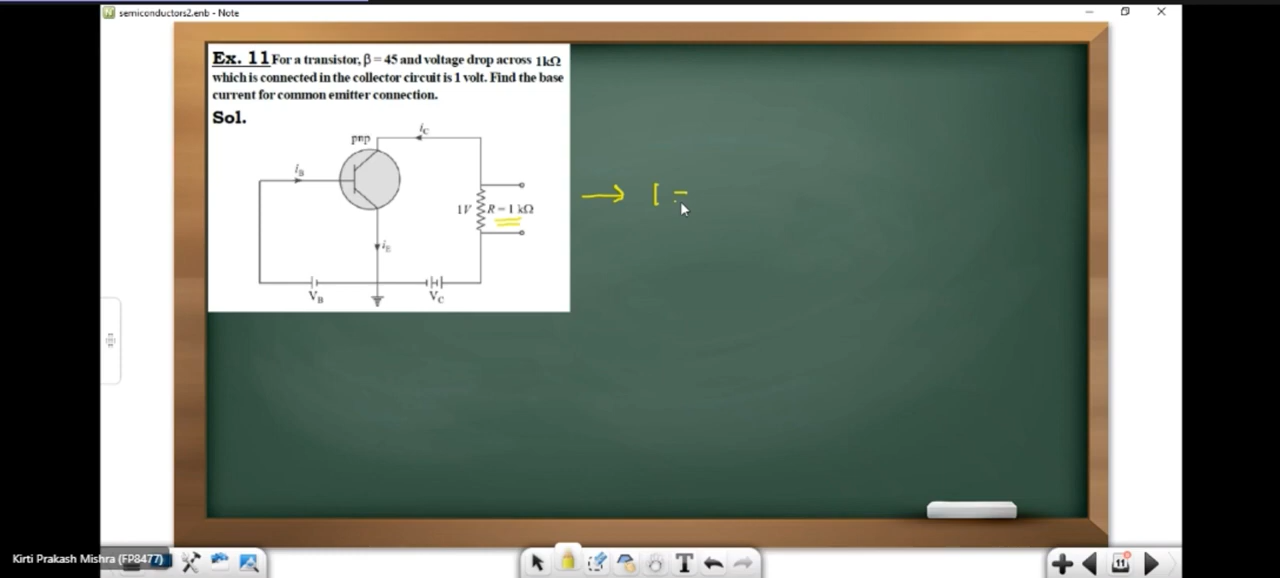 semiconductors2.enb - Note
Ex. 11 For a transistor, β = 45 and voltage drop across 1kΩ
which is connected in the collector circuit is 1 volt. Find the base
current for common emitter connection.
Sol.
pnp
iC
iB
1V R = 1 kΩ
iE
VB
VC
→ I =
Kirti Prakash Mishra (FP8477)
T
11